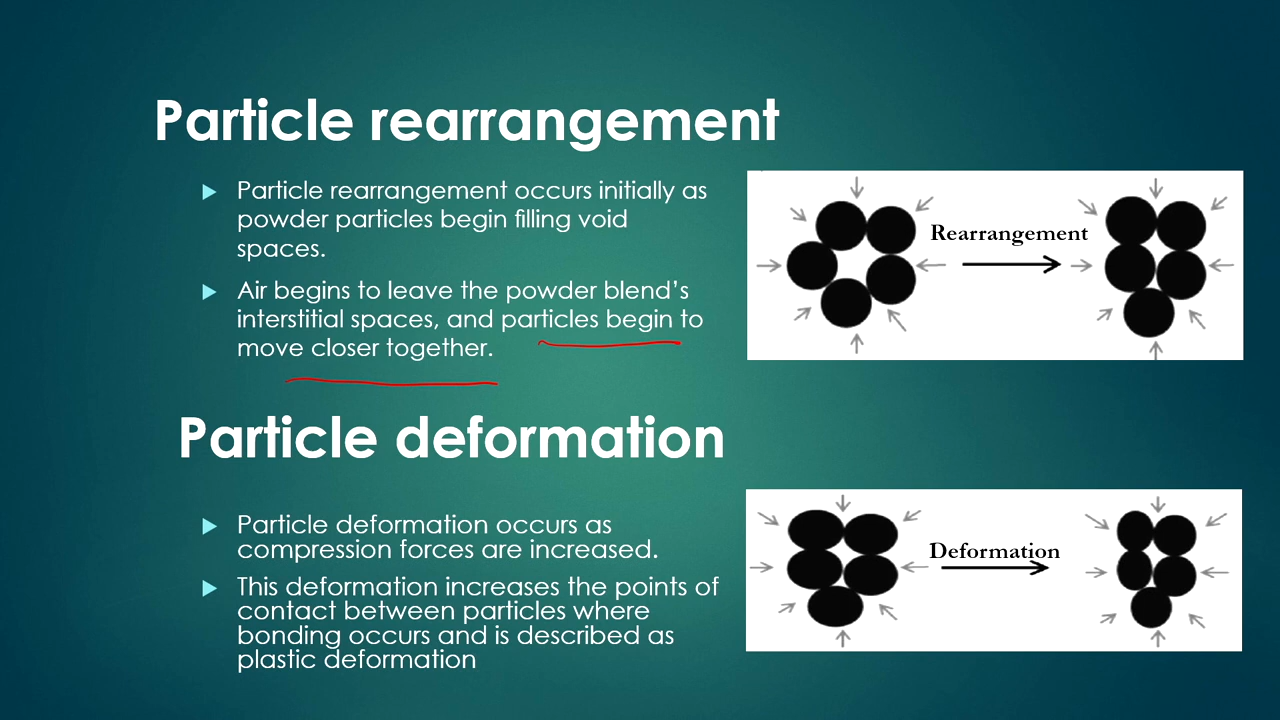 Particle rearrangement
Particle rearrangement occurs initially as
powder particles begin filling void
spaces.
Air begins to leave the powder blend's
interstitial spaces, and particles begin to
move closer together.
Rearrangement
Particle deformation
Particle deformation occurs as
compression forces are increased.
This deformation increases the points of
contact between particles where
bonding occurs and is described as
plastic deformation
Deformation